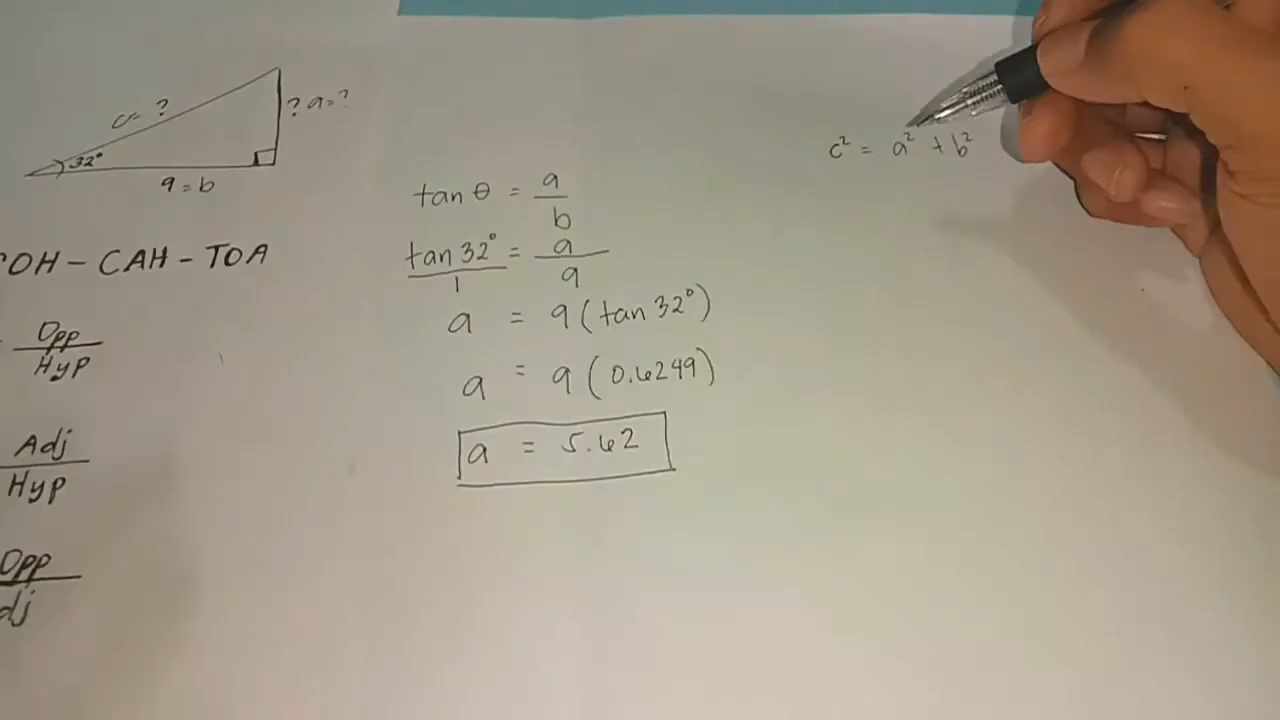 c = ?
? a = ?
32°
9 = b
OH - CAH - TOA
Opp
Hyp
Adj
Hyp
Opp
dj
tan θ = a / b
tan 32° / 1 = a / 9
a = 9 (tan 32°)
a = 9 (0.6249)
a = 5.62
c² = a² + b²